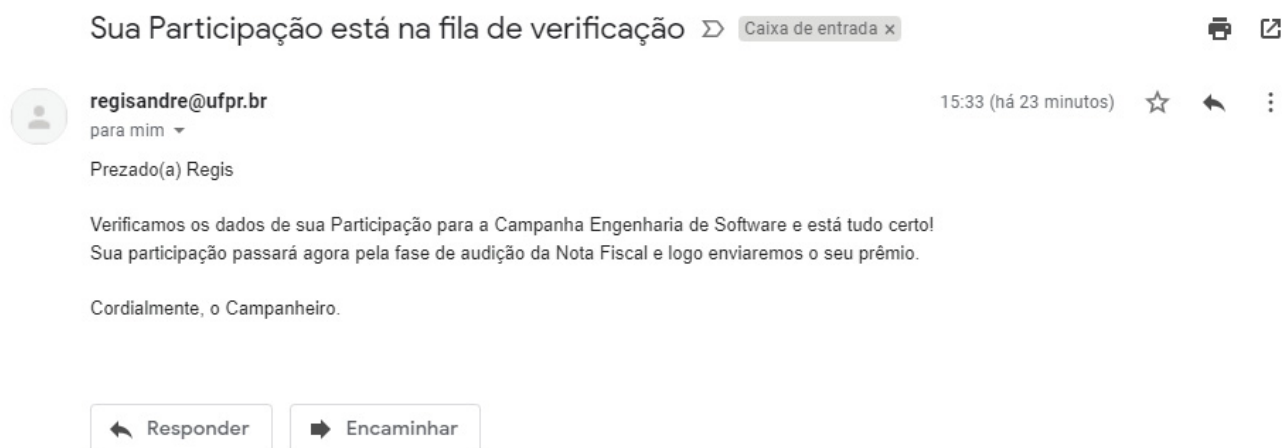 Sua Participação está na fila de verificação Caixa de entrada x
regisandre@ufpr.br 15:33 (há 23 minutos)
para mim
Prezado(a) Regis
Verificamos os dados de sua Participação para a Campanha Engenharia de Software e está tudo certo!
Sua participação passará agora pela fase de audição da Nota Fiscal e logo enviaremos o seu prêmio.
Cordialmente, o Campanheiro.
Responder Encaminhar